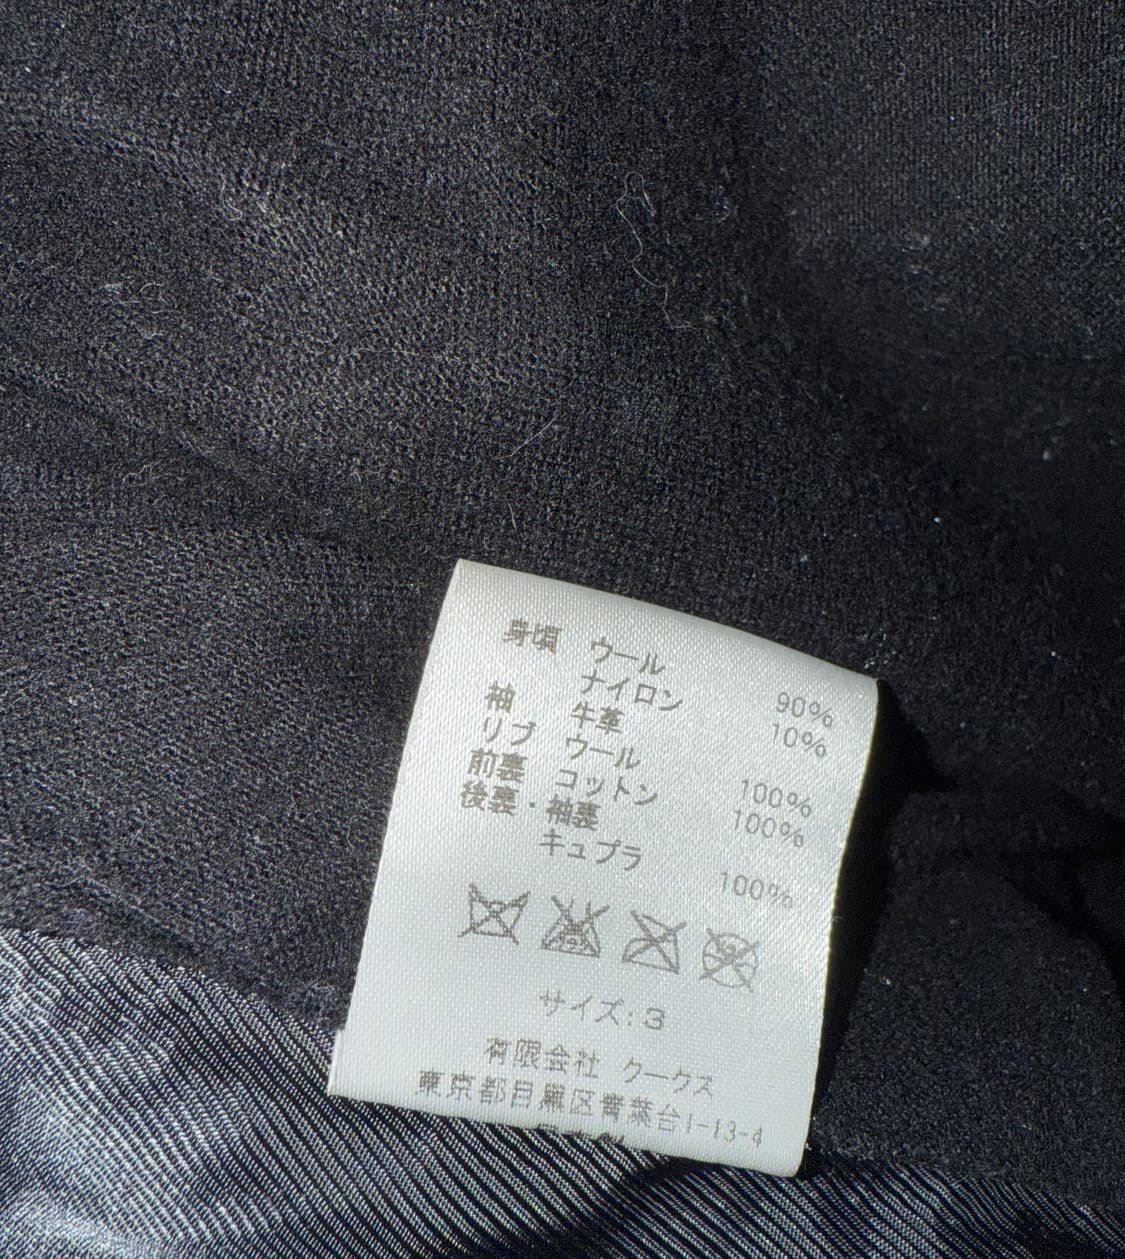 身頃 ウール 90%
ナイロン 10%
袖 牛革
リブ ウール 100%
前裏 コットン 100%
後裏・袖裏
キュプラ 100%
サイズ:3
有限会社 クークス
東京都目黒区青葉台1-13-4